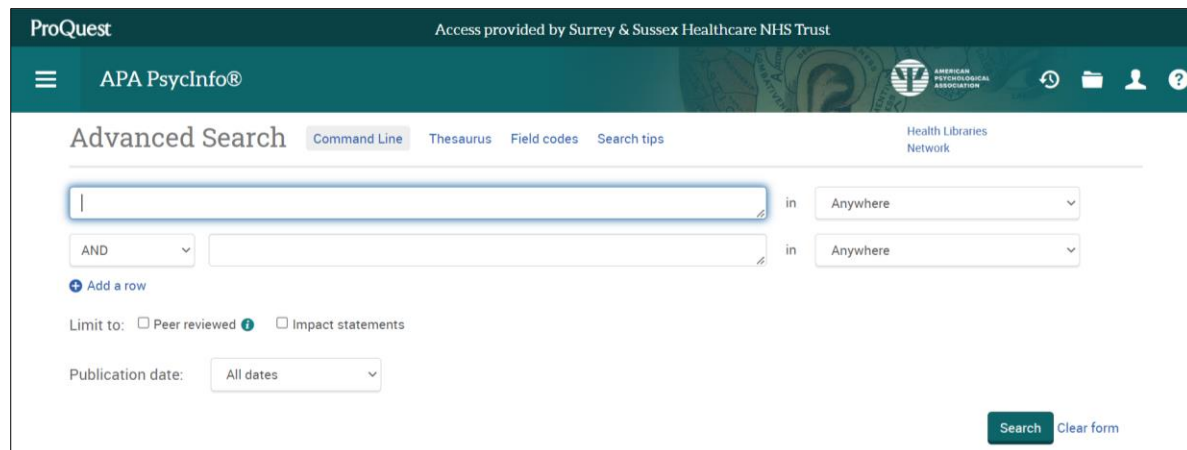 ProQuest Access provided by Surrey & Sussex Healthcare NHS Trust
APA PsycInfo® AMERICAN
PSYCHOLOGICAL
ASSOCIATION
Advanced Search Command Line Thesaurus Field codes Search tips Health Libraries
Network
in Anywhere
AND in Anywhere
Add a row
Limit to: Peer reviewed i Impact statements
Publication date: All dates
Search Clear form